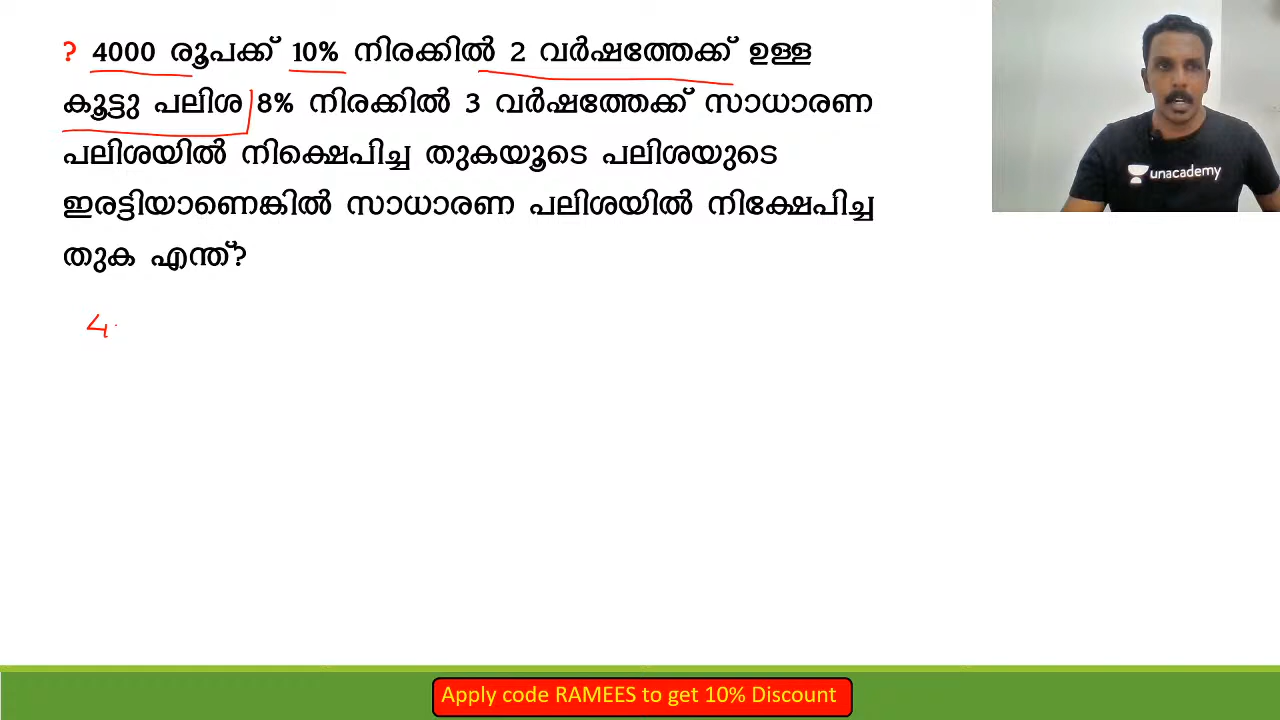 ? 4000 രൂപക്ക് 10% നിരക്കിൽ 2 വർഷത്തേക്ക് ഉള്ള
കൂട്ടു പലിശ 8% നിരക്കിൽ 3 വർഷത്തേക്ക് സാധാരണ
പലിശയിൽ നിക്ഷെപിച്ച തുകയൂടെ പലിശയുടെ
ഇരട്ടിയാണെങ്കിൽ സാധാരണ പലിശയിൽ നിക്ഷേപിച്ച
തുക എന്ത്?
4
unacademy
Apply code RAMEES to get 10% Discount